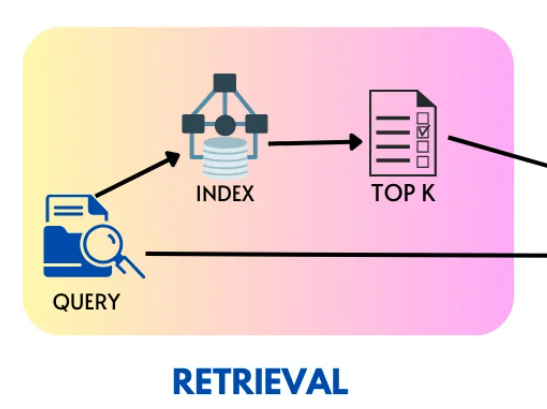 INDEX
TOP K
QUERY
RETRIEVAL